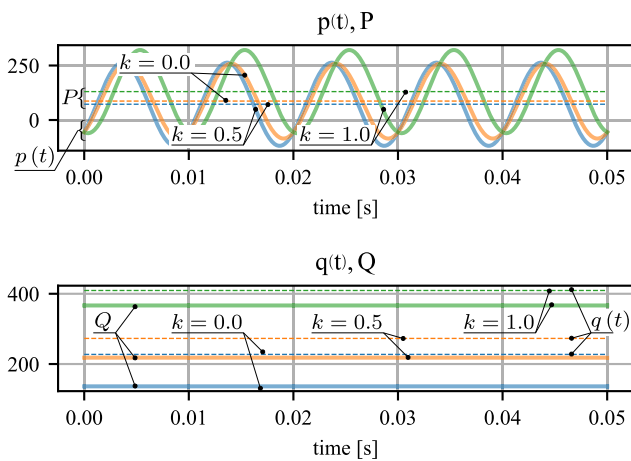 p(t), P
250
0
P
p (t)
k = 0.0
k = 0.5
k = 1.0
0.00 0.01 0.02 0.03 0.04 0.05
time [s]
q(t), Q
400
200
Q
k = 0.0
k = 0.5
k = 1.0
q (t)
0.00 0.01 0.02 0.03 0.04 0.05
time [s]